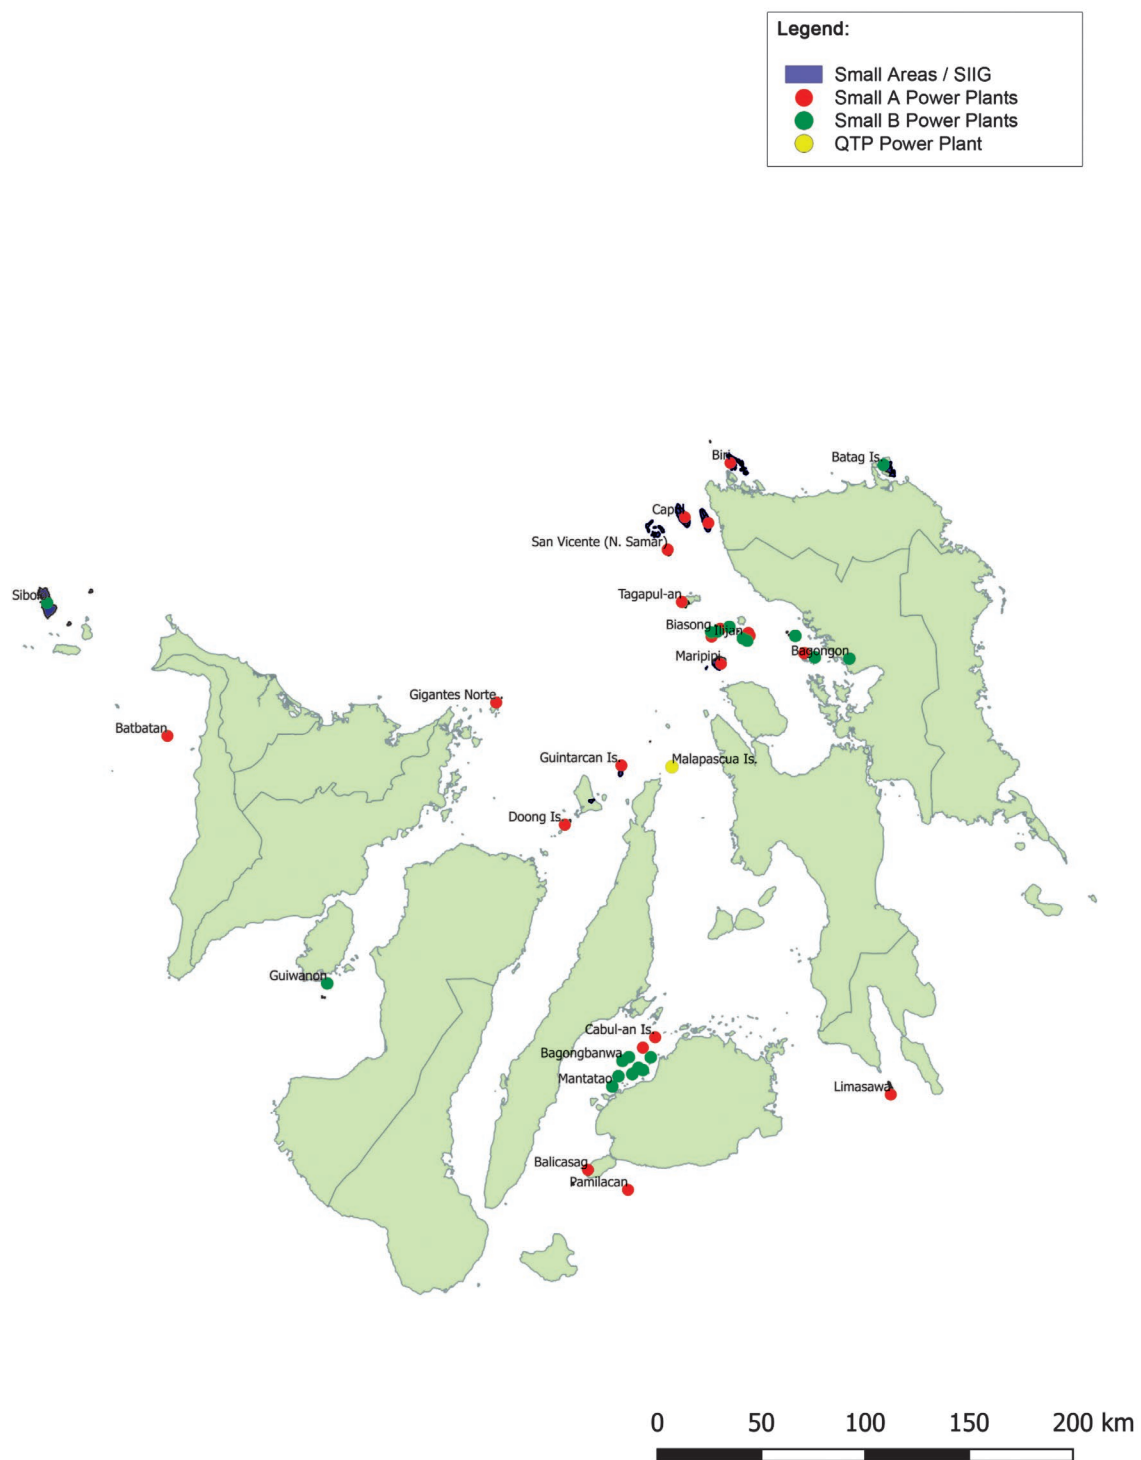 Legend:
Small Areas / SIIG
Small A Power Plants
Small B Power Plants
QTP Power Plant
Biri
Batag Is.
Capul
San Vicente (N. Samar)
Sibolo
Tagapul-an
Biasong
Ilijan
Bagongon
Maripipi
Gigantes Norte
Batbatan
Guintarcan Is.
Malapascua Is.
Doong Is.
Guiwanon
Cabul-an Is.
Bagongbanwa
Mantatao
Limasawa
Balicasag
Pamilacan
0 50 100 150 200 km